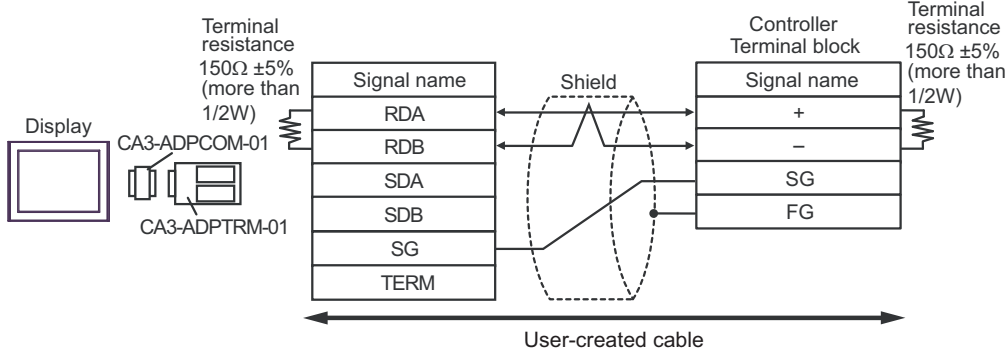 Terminal
resistance
150Ω ±5%
(more than
1/2W)
Display
CA3-ADPCOM-01
CA3-ADPTRM-01
Signal name
RDA
RDB
SDA
SDB
SG
TERM
Shield
Controller
Terminal block
Signal name
+
–
SG
FG
Terminal
resistance
150Ω ±5%
(more than
1/2W)
User-created cable